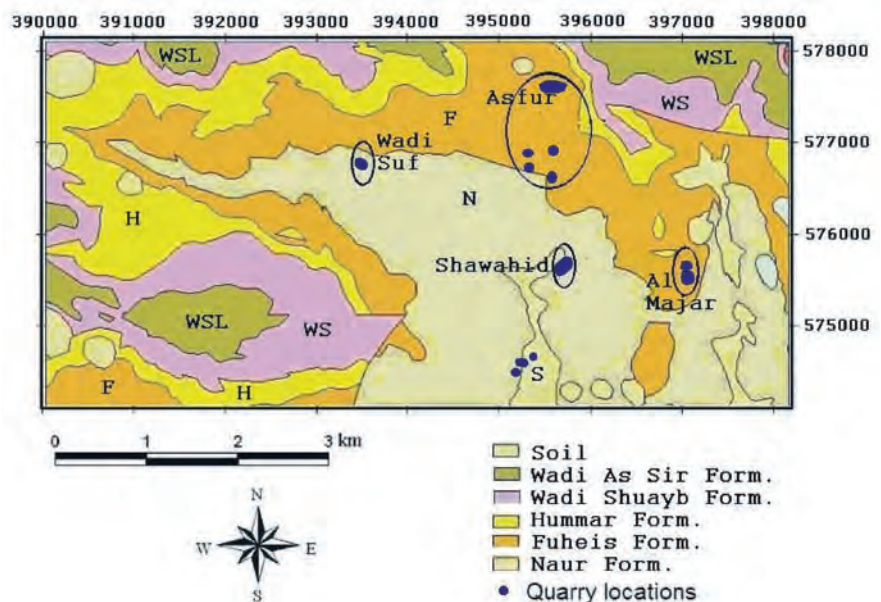 390000 391000 392000 393000 394000 395000 396000 397000 398000
578000
WSL
WSL
Asfur
WS
F
577000
Wadi
Suf
N
H
576000
Shawahid
Al
Majar
WSL
WS
575000
S
F
H
0 1 2 3 km
N
W E
S
Soil
Wadi As Sir Form.
Wadi Shuayb Form.
Hummar Form.
Fuheis Form.
Naur Form.
Quarry locations